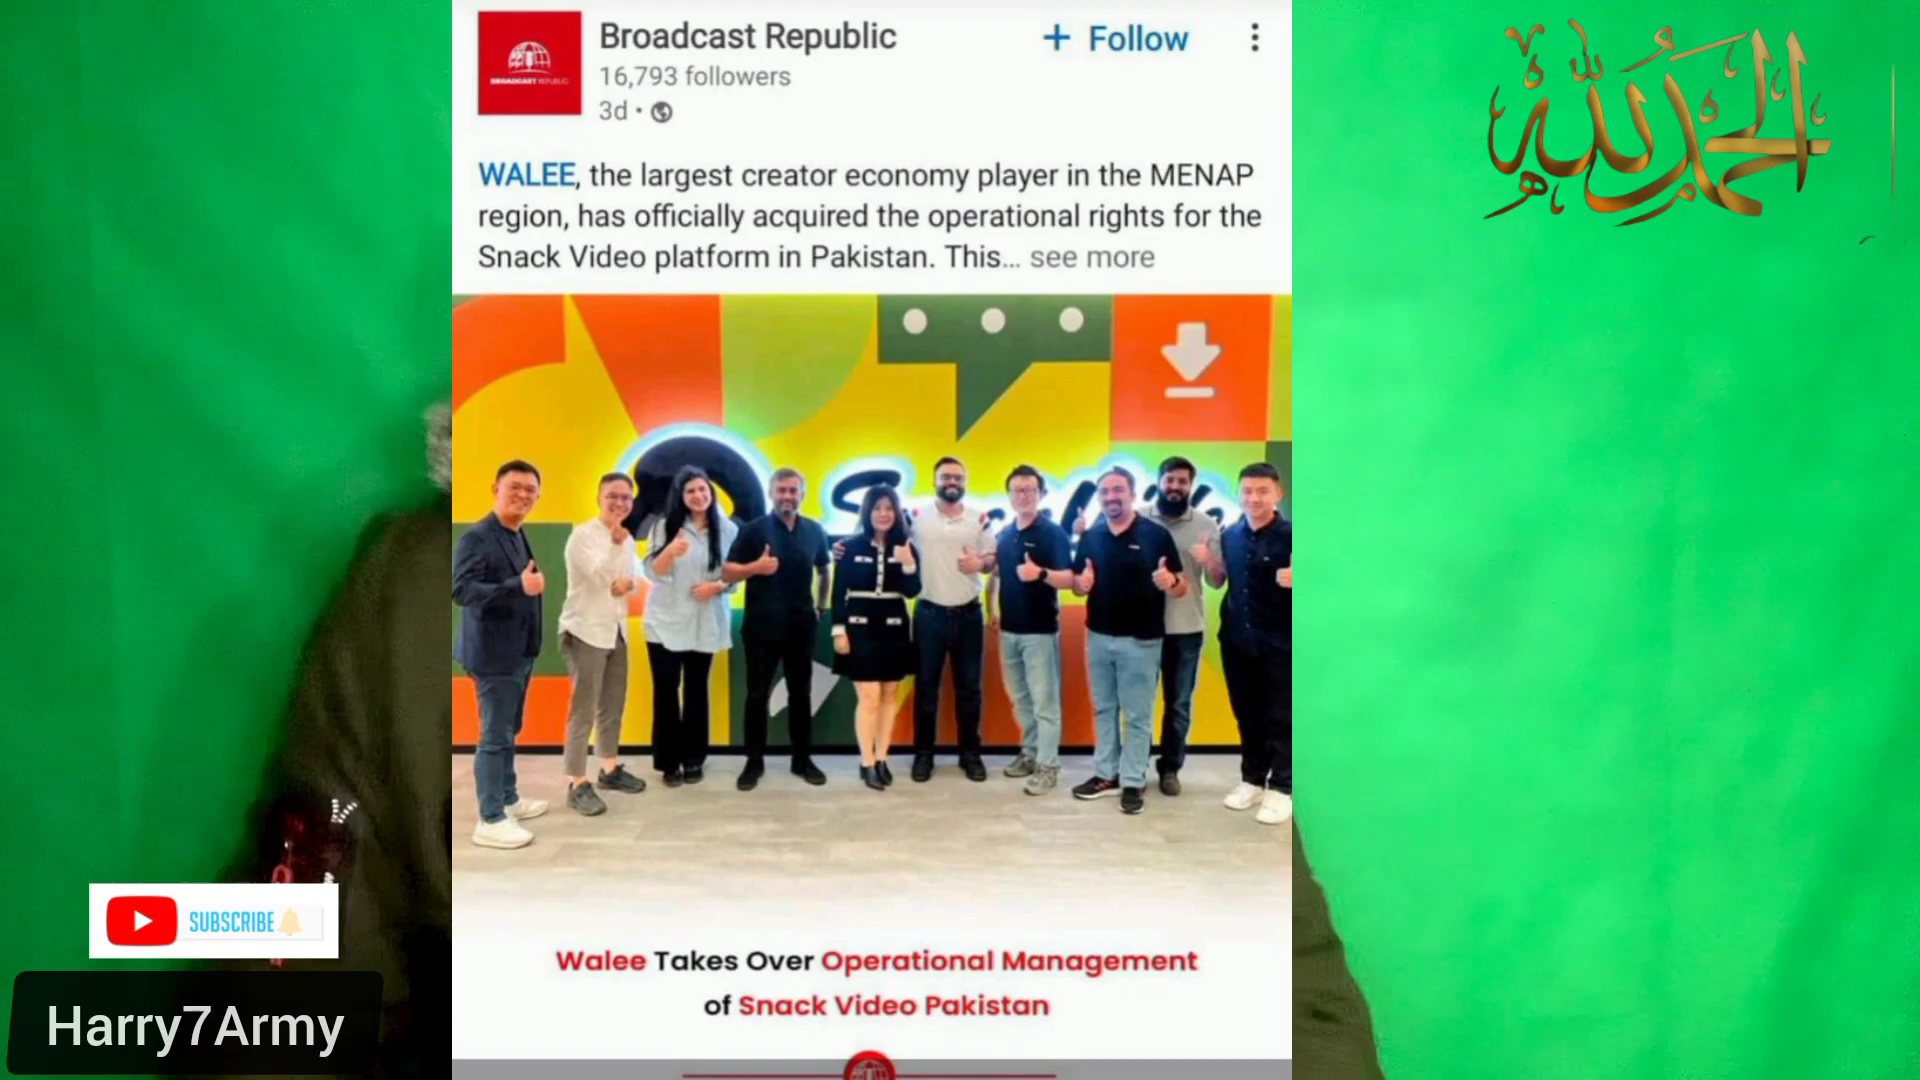 Broadcast Republic
+ Follow
16,793 followers
3d •
BROADCAST REPUBLIC
WALEE, the largest creator economy player in the MENAP
region, has officially acquired the operational rights for the
Snack Video platform in Pakistan. This... see more
الحمد لله
Walee Takes Over Operational Management
of Snack Video Pakistan
SUBSCRIBE
Harry7Army